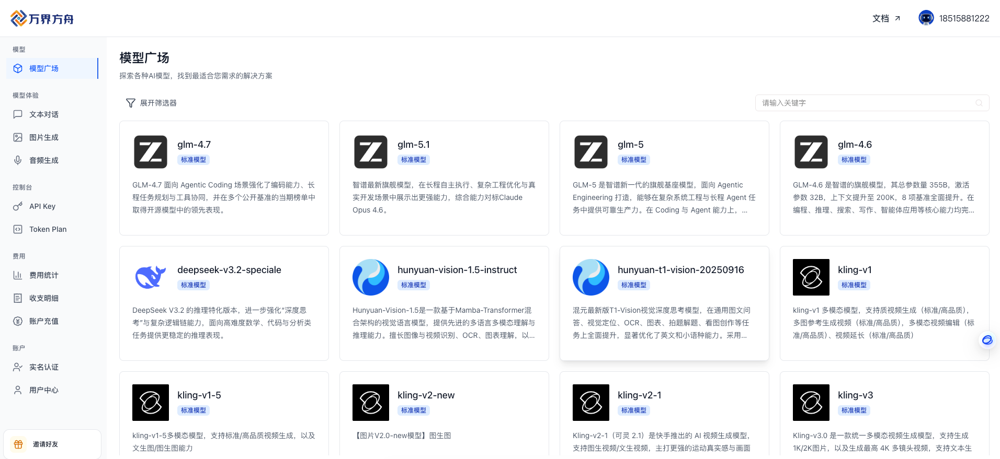 万界方舟
文档
18515881222
模型
模型广场
模型体验
文本对话
图片生成
音频生成
控制台
API Key
Token Plan
费用
费用统计
收支明细
账户充值
账户
实名认证
用户中心
邀请好友
模型广场
探索各种AI模型，找到最适合您需求的解决方案
展开筛选器
请输入关键字
glm-4.7
标准模型
GLM-4.7 面向 Agentic Coding 场景强化了编码能力、长
程任务规划与工具协同，并在多个公开基准的当期榜单中
取得开源模型中的领先表现。
glm-5.1
标准模型
智谱最新旗舰模型，在长程自主执行、复杂工程优化与真
实开发场景中展示出更强能力，综合能力对标Claude
Opus 4.6。
glm-5
标准模型
GLM-5 是智谱新一代的旗舰基座模型，面向 Agentic
Engineering 打造，能够在复杂系统工程与长程 Agent 任
务中提供可靠生产力。在 Coding 与 Agent 能力上，...
glm-4.6
标准模型
GLM-4.6 是智谱的旗舰模型，其总参数量 355B，激活
参数 32B，上下文提升至 200K，8 项基准全面提升。在
编程、推理、搜索、写作、智能体应用等核心能力均完...
deepseek-v3.2-speciale
标准模型
DeepSeek V3.2 的推理特化版本，进一步强化“深度思
考”与复杂逻辑链能力，面向高难度数学、代码与分析类
任务提供更稳定的推理表现。
hunyuan-vision-1.5-instruct
标准模型
Hunyuan-Vision-1.5是一款基于Mamba-Transformer混
合架构的视觉语言模型，提供先进的多语言多模态理解与
推理能力。擅长图像与视频识别、OCR、图表理解，以...
hunyuan-t1-vision-20250916
标准模型
混元最新版T1-Vision视觉深度思考模型，在通用图文问
答、视觉定位、OCR、图表、拍题解题、看图创作等任
务上全面提升，显著优化了英文和小语种能力。采用...
kling-v1
标准模型
kling-v1 多模态模型，支持质视频生成（标准/高品质），
多图参考生成视频（标准/高品质），多模态视频编辑（标
准/高品质）、视频延长（标准/高品质）
kling-v1-5
标准模型
kling-v1-5多模态模型，支持标准/高品质视频生成，以及
文生图/图生图能力
kling-v2-new
标准模型
【图片V2.0-new模型】图生图
kling-v2-1
标准模型
Kling-v2-1（可灵 2.1）是快手推出的 AI 视频生成模型，
支持图生视频/文生视频，主打更强的运动真实感与画面
kling-v3
标准模型
Kling-v3.0 是一款统一多模态视频生成模型，支持生成
1K/2K图片，以及生成最高 4K 多镜头视频，支持文本生